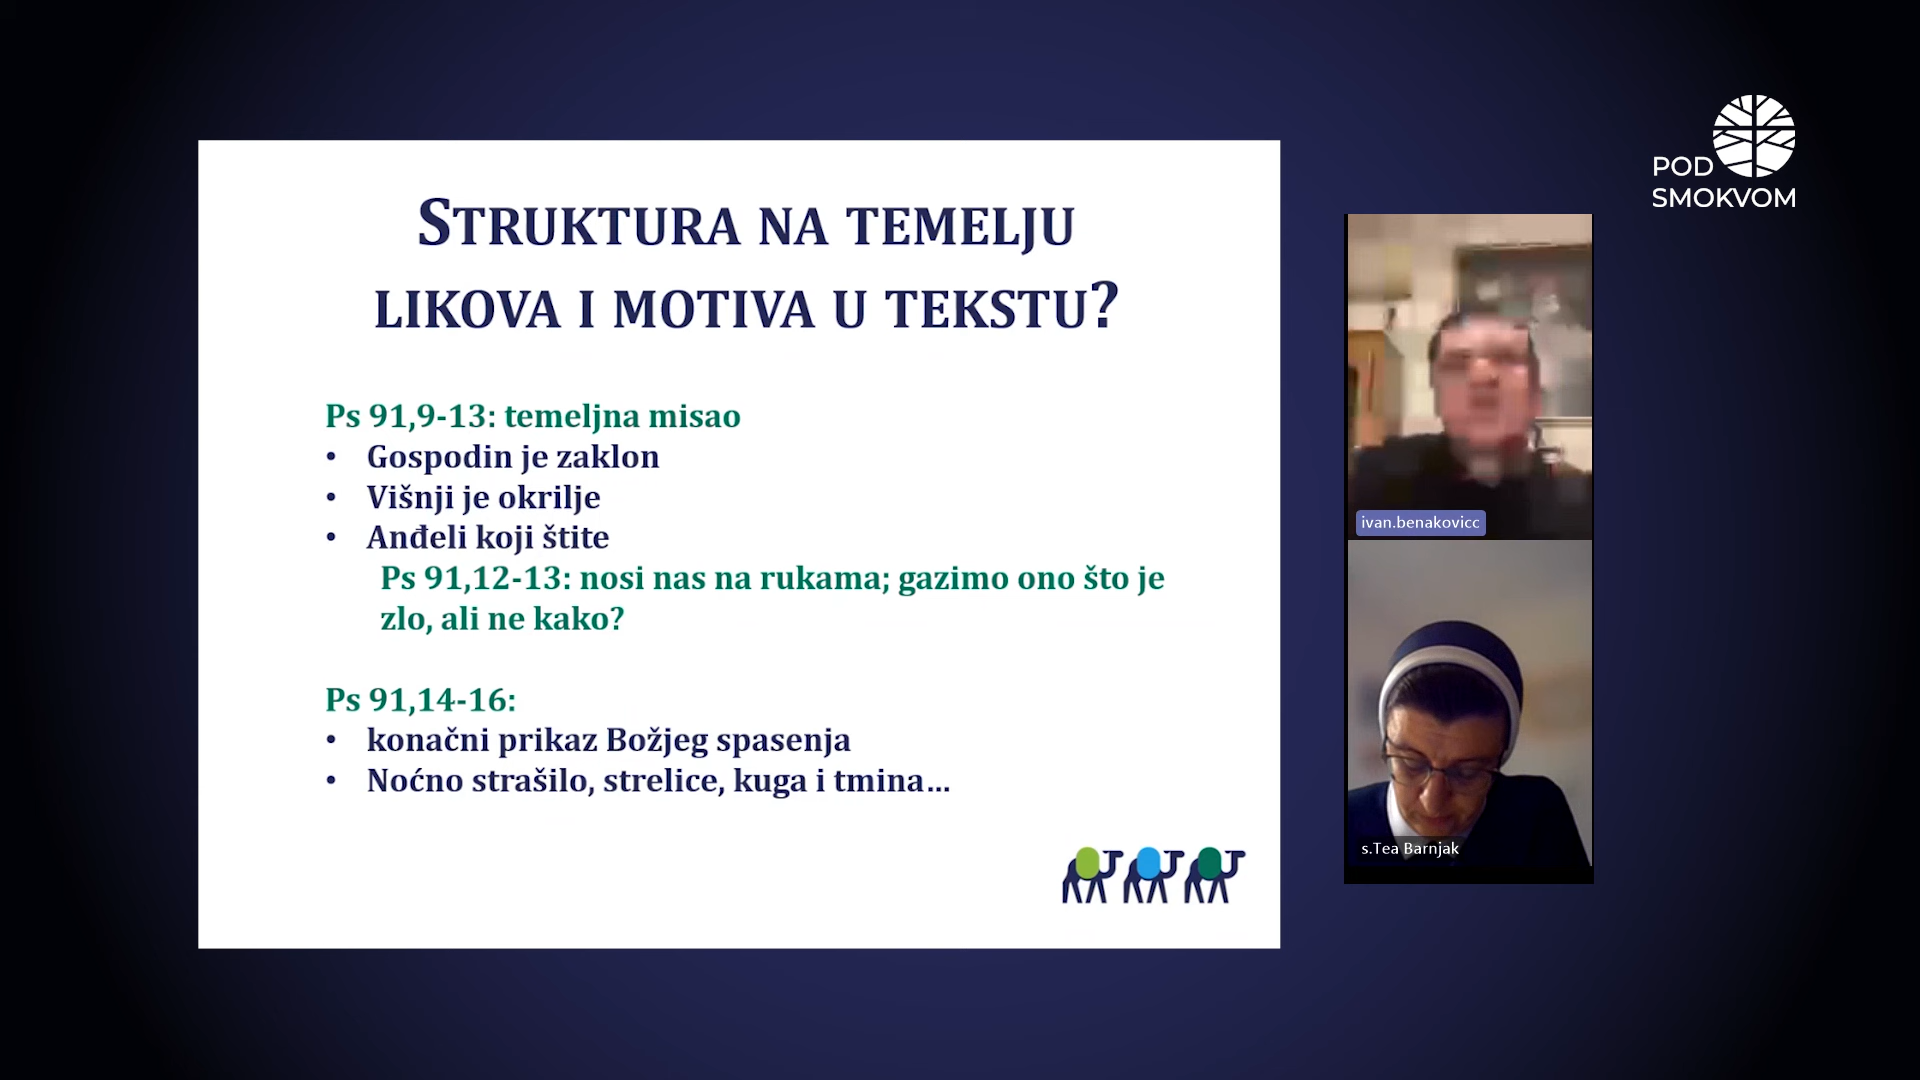 STRUKTURA NA TEMELJU
LIKOVA I MOTIVA U TEKSTU?
Ps 91,9-13: temeljna misao
• Gospodin je zaklon
• Višnji je okrilje
• Anđeli koji štite
Ps 91,12-13: nosi nas na rukama; gazimo ono što je
zlo, ali ne kako?
Ps 91,14-16:
• konačni prikaz Božjeg spasenja
• Noćno strašilo, strelice, kuga i tmina...
POD
SMOKVOM
ivan.benakovicc
s.Tea Barnjak